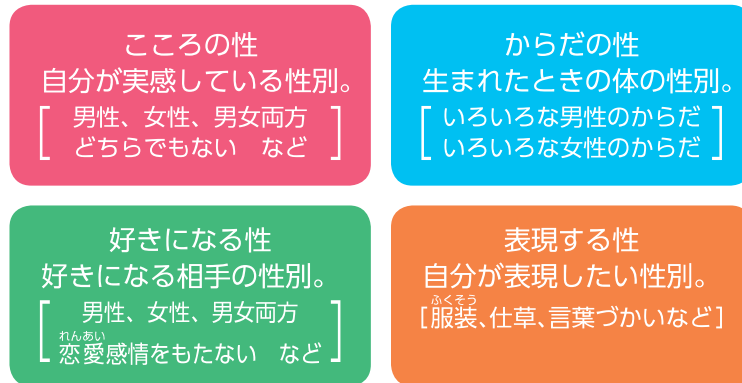 こころの性
自分が実感している性別。
[男性、女性、男女両方
どちらでもない など]
からだの性
生まれたときの体の性別。
[いろいろな男性のからだ
いろいろな女性のからだ]
好きになる性
好きになる相手の性別。
[男性、女性、男女両方
れんあい
恋愛感情をもたない など]
表現する性
自分が表現したい性別。
ふくそう
[服装、仕草、言葉づかいなど]